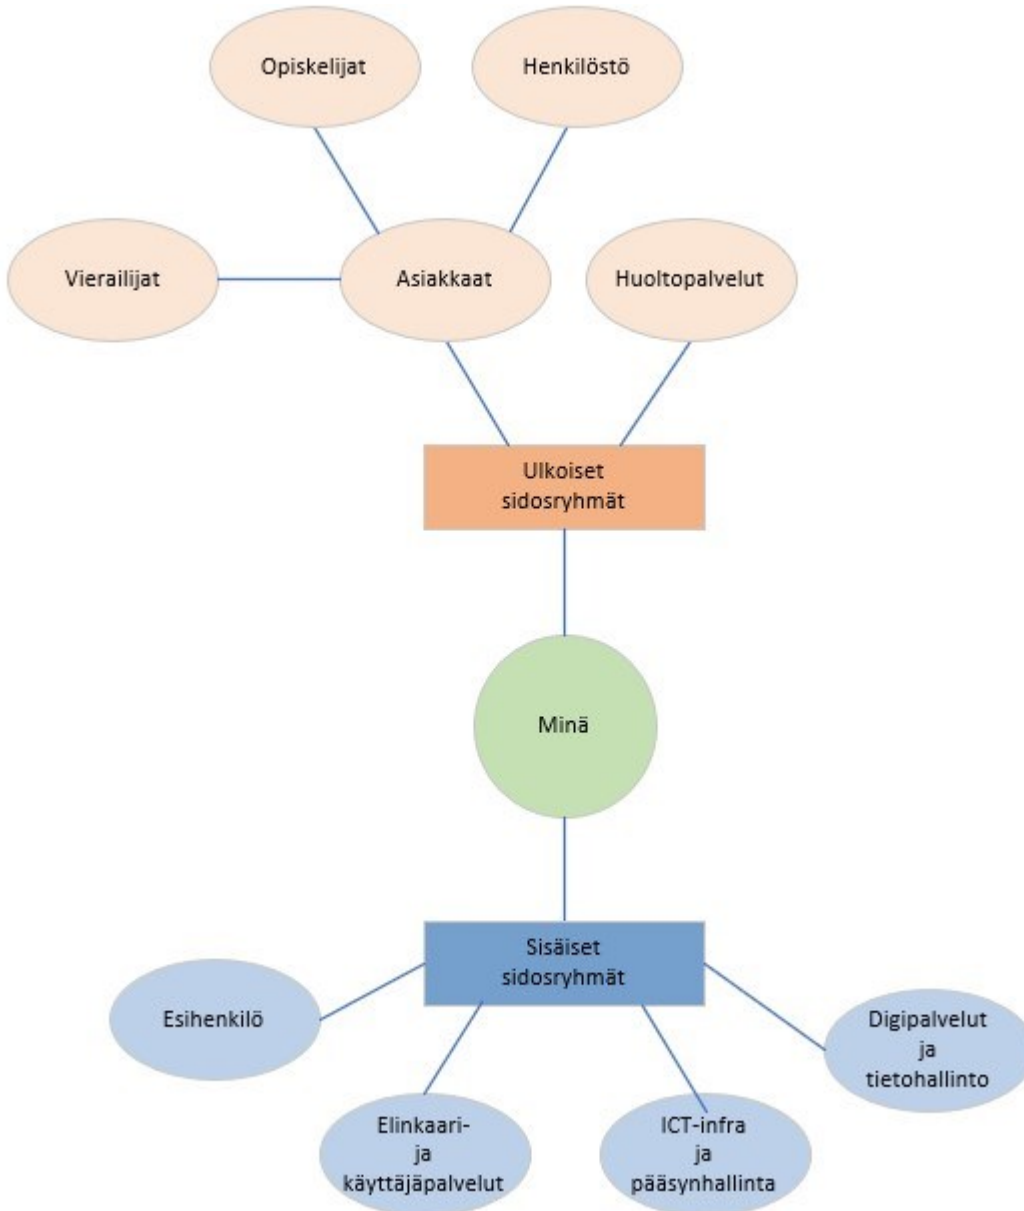 Opiskelijat
Henkilöstö
Vierailijat
Asiakkaat
Huoltopalvelut
Ulkoiset
sidosryhmät
Minä
Sisäiset
sidosryhmät
Esihenkilö
Digipalvelut
ja
tietohallinto
Elinkaari-
ja
käyttäjäpalvelut
ICT-infra
ja
pääsynhallinta